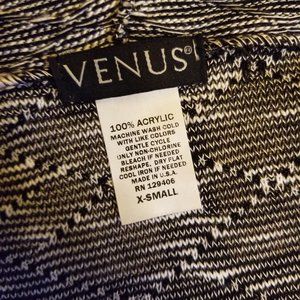 VENUS®
100% ACRYLIC
MACHINE WASH COLD
WITH LIKE COLORS
GENTLE CYCLE
ONLY NON-CHLORINE
BLEACH IF NEEDED
RESHAPE, DRY FLAT
COOL IRON IF NEEDED
MADE IN U.S.A.
RN 129406
X-SMALL